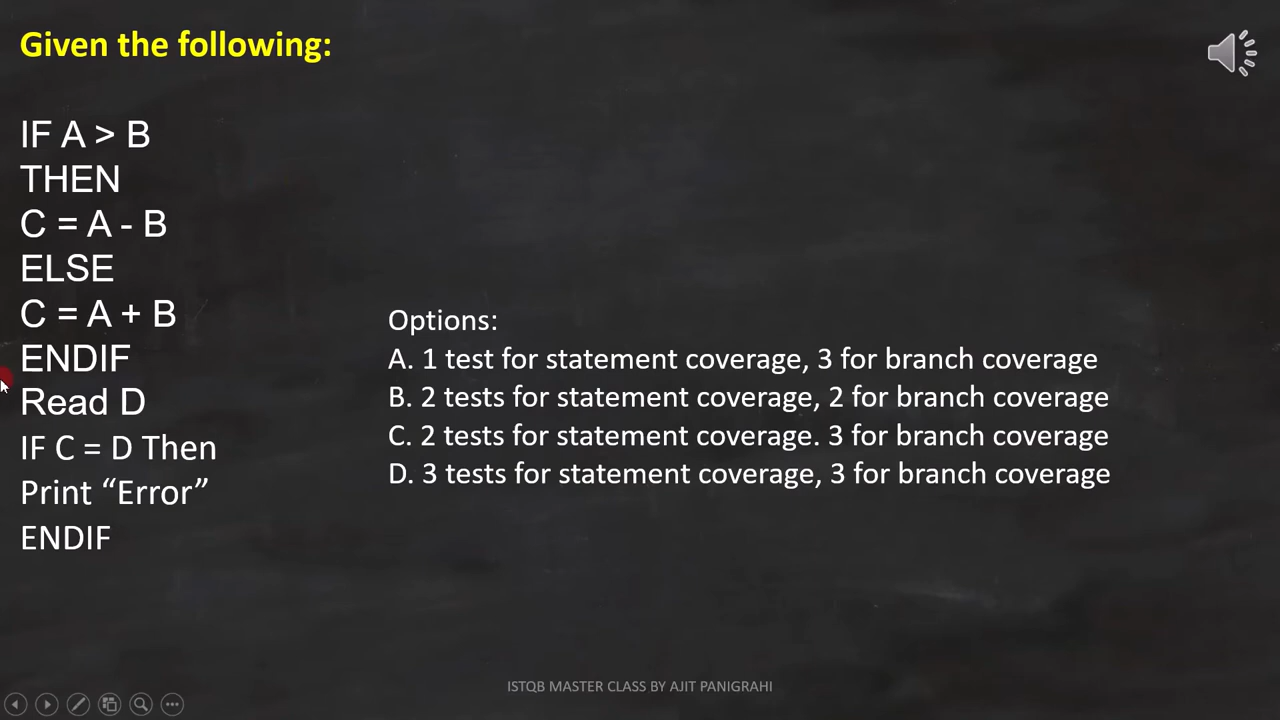 Given the following:
IF A > B
THEN
C = A - B
ELSE
C = A + B
ENDIF
Read D
IF C = D Then
Print “Error”
ENDIF
Options:
A. 1 test for statement coverage, 3 for branch coverage
B. 2 tests for statement coverage, 2 for branch coverage
C. 2 tests for statement coverage. 3 for branch coverage
D. 3 tests for statement coverage, 3 for branch coverage
ISTQB MASTER CLASS BY AJIT PANIGRAHI